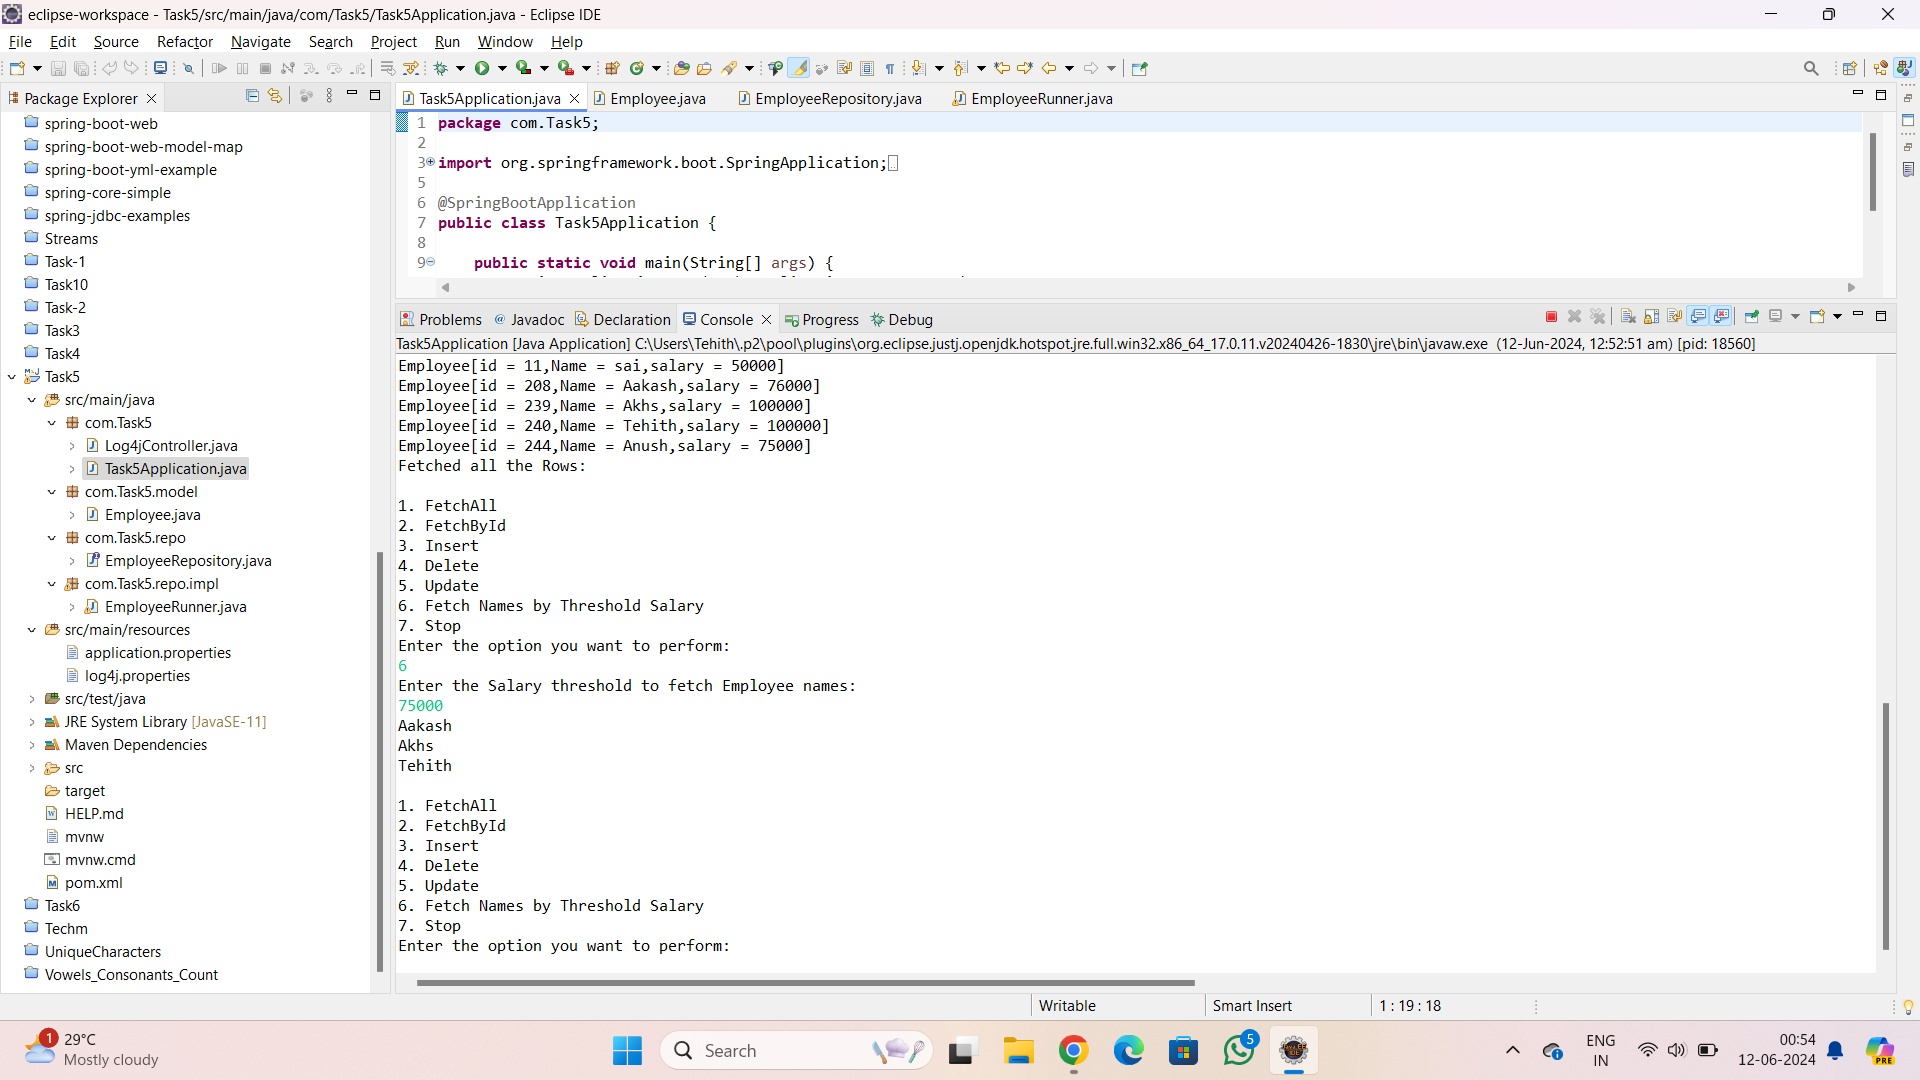 eclipse-workspace - Task5/src/main/java/com/Task5/Task5Application.java - Eclipse IDE
File Edit Source Refactor Navigate Search Project Run Window Help
Package Explorer
spring-boot-web
spring-boot-web-model-map
spring-boot-yml-example
spring-core-simple
spring-jdbc-examples
Streams
Task-1
Task10
Task-2
Task3
Task4
Task5
src/main/java
com.Task5
Log4jController.java
Task5Application.java
com.Task5.model
Employee.java
com.Task5.repo
EmployeeRepository.java
com.Task5.repo.impl
EmployeeRunner.java
src/main/resources
application.properties
log4j.properties
src/test/java
JRE System Library [JavaSE-11]
Maven Dependencies
src
target
HELP.md
mvnw
mvnw.cmd
pom.xml
Task6
Techm
UniqueCharacters
Vowels_Consonants_Count
Task5Application.java Employee.java EmployeeRepository.java EmployeeRunner.java
1 package com.Task5;
2
3 import org.springframework.boot.SpringApplication;
5
6 @SpringBootApplication
7 public class Task5Application {
8
9 public static void main(String[] args) {
Problems Javadoc Declaration Console Progress Debug
Task5Application [Java Application] C:\Users\Tehith\.p2\pool\plugins\org.eclipse.justj.openjdk.hotspot.jre.full.win32.x86_64_17.0.11.v20240426-1830\jre\bin\javaw.exe (12-Jun-2024, 12:52:51 am) [pid: 18560]
Employee[id = 11,Name = sai,salary = 50000]
Employee[id = 208,Name = Aakash,salary = 76000]
Employee[id = 239,Name = Akhs,salary = 100000]
Employee[id = 240,Name = Tehith,salary = 100000]
Employee[id = 244,Name = Anush,salary = 75000]
Fetched all the Rows:
1. FetchAll
2. FetchById
3. Insert
4. Delete
5. Update
6. Fetch Names by Threshold Salary
7. Stop
Enter the option you want to perform:
6
Enter the Salary threshold to fetch Employee names:
75000
Aakash
Akhs
Tehith
1. FetchAll
2. FetchById
3. Insert
4. Delete
5. Update
6. Fetch Names by Threshold Salary
7. Stop
Enter the option you want to perform:
Writable Smart Insert 1 : 19 : 18
1
29°C
Mostly cloudy
Search
5
ENG
IN
00:54
12-06-2024
PRE